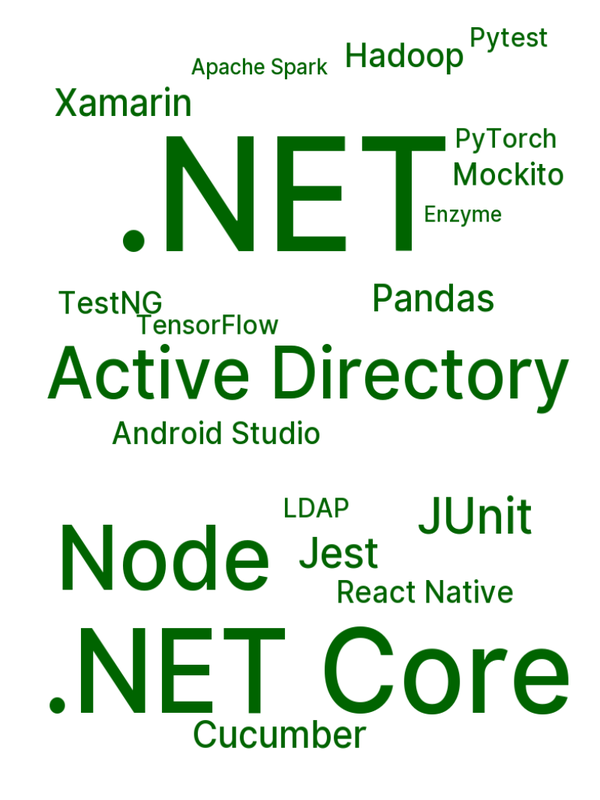 Pytest
Hadoop
Apache Spark
Xamarin
.NET
PyTorch
Mockito
Enzyme
Pandas
TestNG
TensorFlow
Active Directory
Android Studio
LDAP
JUnit
Node
Jest
React Native
.NET Core
Cucumber